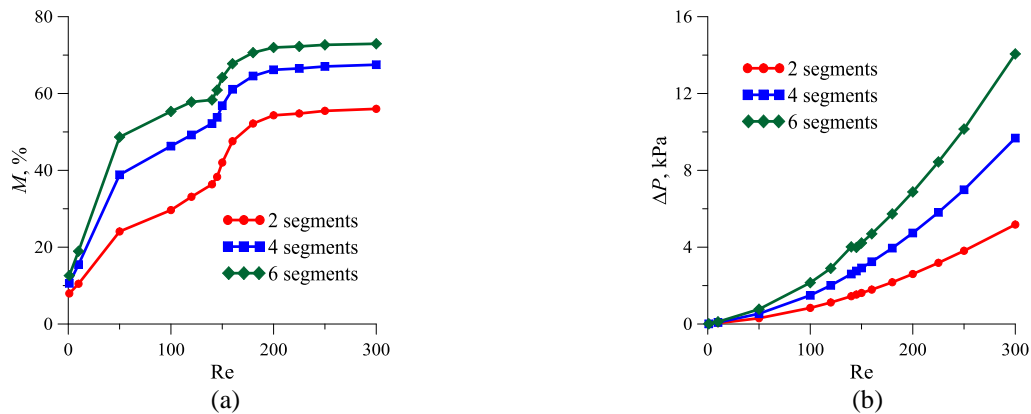 80
60
40
20
0
M, %
2 segments
4 segments
6 segments
0 100 200 300
Re
(a)
16
12
8
4
0
ΔP, kPa
2 segments
4 segments
6 segments
0 100 200 300
Re
(b)